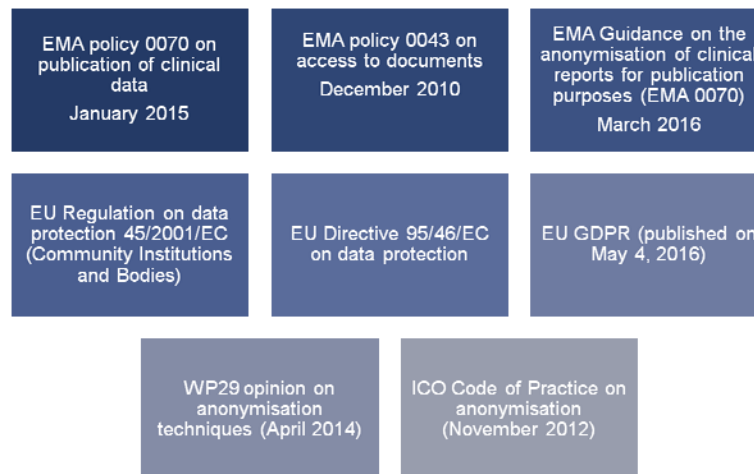 EMA policy 0070 on
publication of clinical
data
January 2015
EMA policy 0043 on
access to documents
December 2010
EMA Guidance on the
anonymisation of clinical
reports for publication
purposes (EMA 0070)
March 2016
EU Regulation on data
protection 45/2001/EC
(Community Institutions
and Bodies)
EU Directive 95/46/EC
on data protection
EU GDPR (published on
May 4, 2016)
WP29 opinion on
anonymisation
techniques (April 2014)
ICO Code of Practice on
anonymisation
(November 2012)